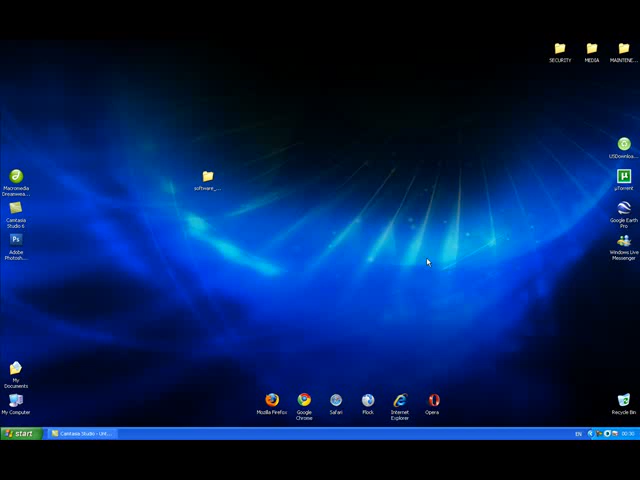 SECURITY
MEDIA
MAINTENE...
USDownloa...
µTorrent
Google Earth
Pro
Windows Live
Messenger
software_...
Macromedia
Dreamwea...
Camtasia
Studio 6
Adobe
Photosh...
My
Documents
My Computer
Mozilla Firefox
Google
Chrome
Safari
Flock
Internet
Explorer
Opera
Recycle Bin
start
Camtasia Studio - Unt...
EN
00:30